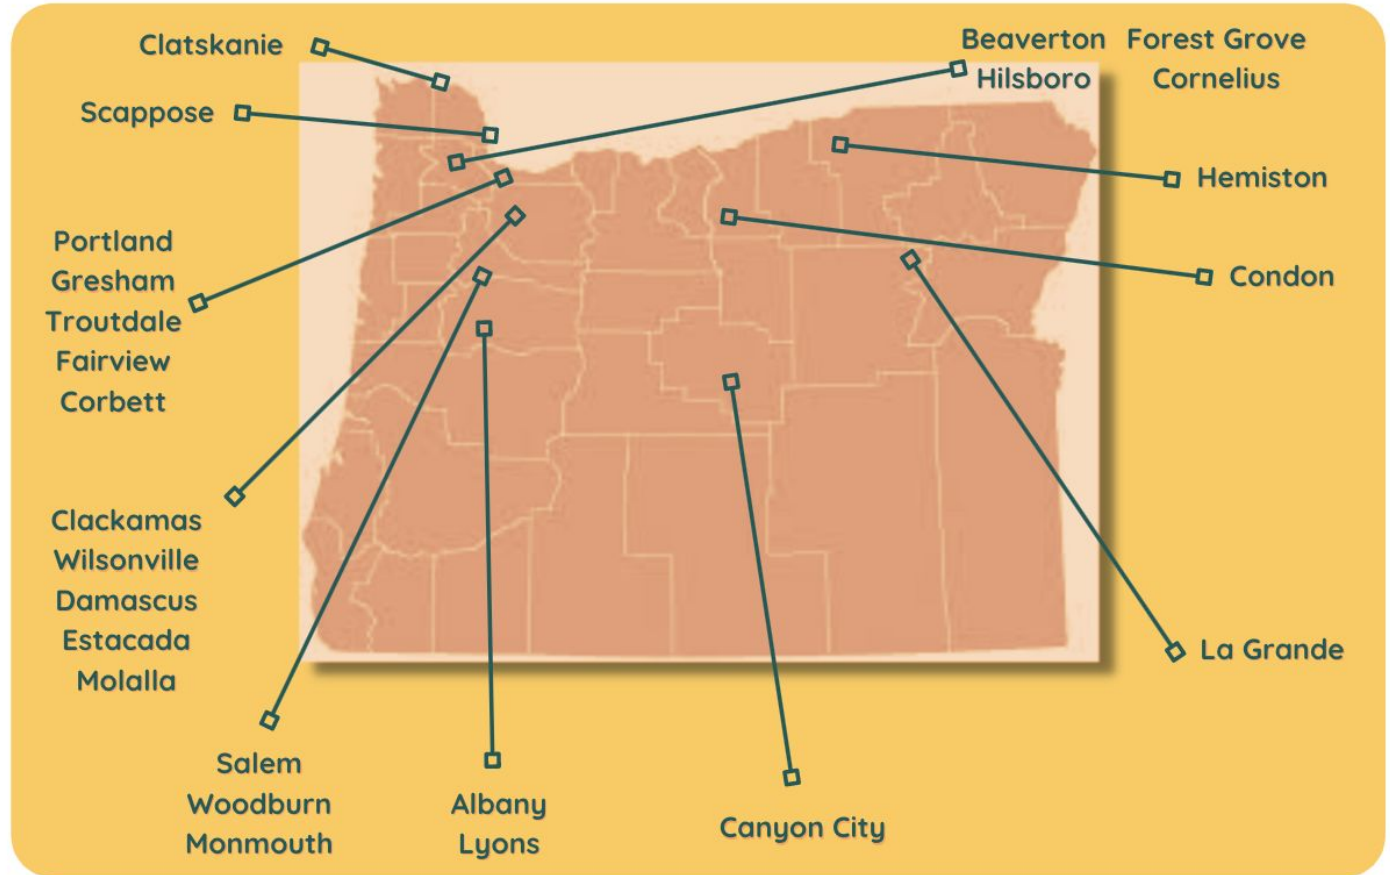 Clatskanie
Scappose
Portland
Gresham
Troutdale
Fairview
Corbett
Clackamas
Wilsonville
Damascus
Estacada
Molalla
Salem
Woodburn
Monmouth
Albany
Lyons
Canyon City
La Grande
Condon
Hemiston
Beaverton
Hilsboro
Forest Grove
Cornelius